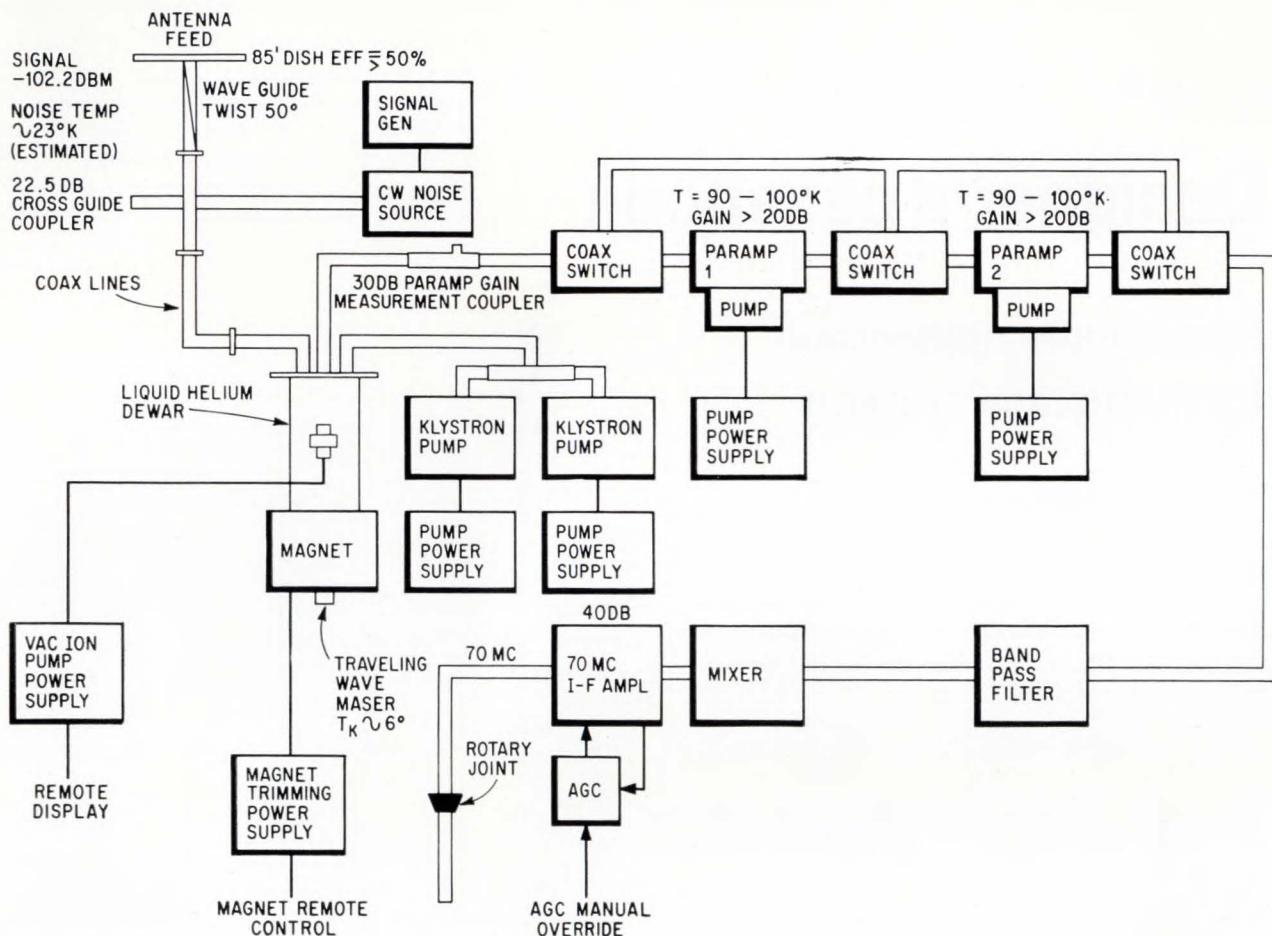 ANTENNA
FEED
SIGNAL
-102.2DBM
85' DISH EFF ≧ 50%
WAVE GUIDE
TWIST 50°
NOISE TEMP
∿23°K
(ESTIMATED)
22.5 DB
CROSS GUIDE
COUPLER
SIGNAL
GEN
CW NOISE
SOURCE
COAX LINES
30DB PARAMP GAIN
MEASUREMENT COUPLER
COAX
SWITCH
T = 90 – 100°K
GAIN > 20DB
PARAMP
1
PUMP
PUMP
POWER
SUPPLY
COAX
SWITCH
T = 90 – 100°K
GAIN > 20DB
PARAMP
2
PUMP
PUMP
POWER
SUPPLY
COAX
SWITCH
LIQUID HELIUM
DEWAR
KLYSTRON
PUMP
KLYSTRON
PUMP
PUMP
POWER
SUPPLY
PUMP
POWER
SUPPLY
MAGNET
VAC ION
PUMP
POWER
SUPPLY
REMOTE
DISPLAY
TRAVELING
WAVE
MASER
TK ∿ 6°
MAGNET
TRIMMING
POWER
SUPPLY
MAGNET REMOTE
CONTROL
70 MC
ROTARY
JOINT
40DB
70 MC
I-F AMPL
MIXER
BAND
PASS
FILTER
AGC
AGC MANUAL
OVERRIDE